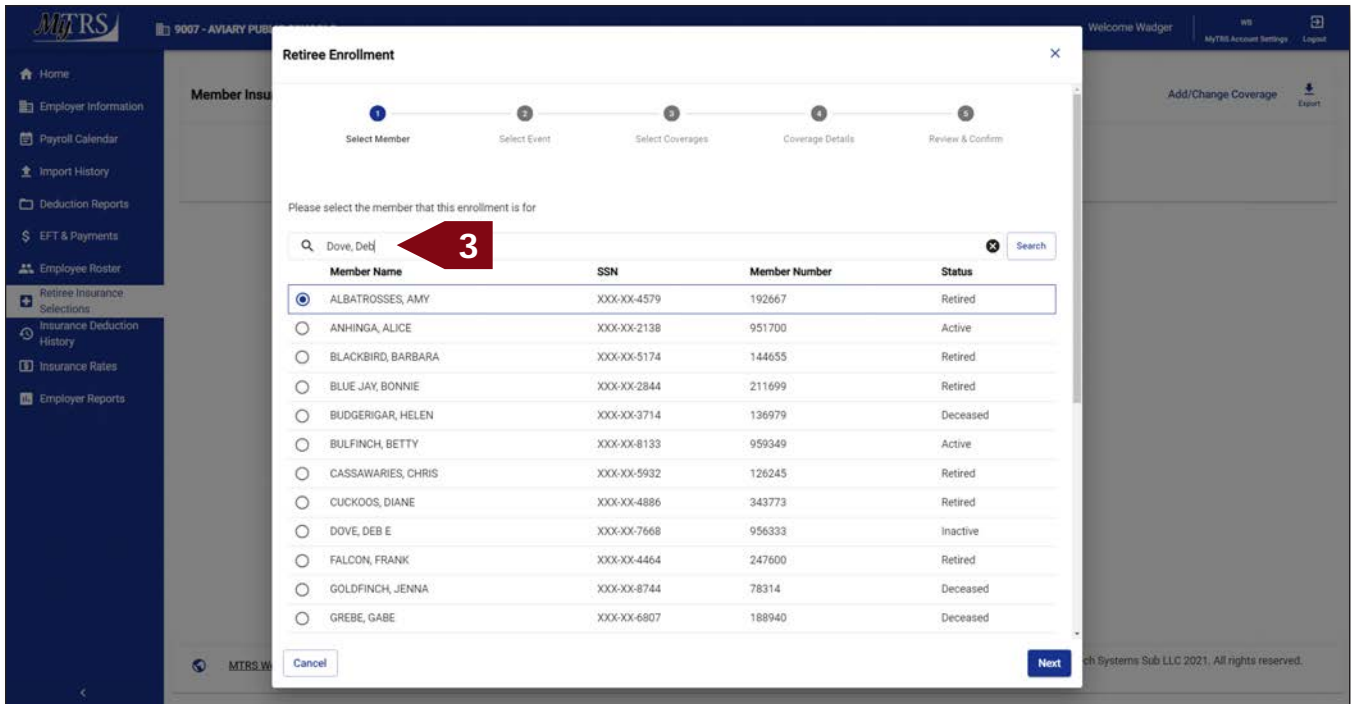 MyTRS
9007 - AVIARY PUBLIC SCHOOLS
Welcome Wadger
WB
MyTRS Account Settings
Logout
Home
Employer Information
Payroll Calendar
Import History
Deduction Reports
EFT & Payments
Employee Roster
Retiree Insurance
Selections
Insurance Deduction
History
Insurance Rates
Employer Reports
Member Insu
Add/Change Coverage
Export
Retiree Enrollment
1 2 3 4 5
Select Member Select Event Select Coverages Coverage Details Review & Confirm
Please select the member that this enrollment is for
Dove, Deb
3
Search
Member Name SSN Member Number Status
ALBATROSSES, AMY XXX-XX-4579 192667 Retired
ANHINGA, ALICE XXX-XX-2138 951700 Active
BLACKBIRD, BARBARA XXX-XX-5174 144655 Retired
BLUE JAY, BONNIE XXX-XX-2844 211699 Retired
BUDGERIGAR, HELEN XXX-XX-3714 136979 Deceased
BULFINCH, BETTY XXX-XX-8133 959349 Active
CASSAWARIES, CHRIS XXX-XX-5932 126245 Retired
CUCKOOS, DIANE XXX-XX-4886 343773 Retired
DOVE, DEB E XXX-XX-7668 956333 Inactive
FALCON, FRANK XXX-XX-4464 247600 Retired
GOLDFINCH, JENNA XXX-XX-8744 78314 Deceased
GREBE, GABE XXX-XX-6807 188940 Deceased
Cancel
Next
MTRS W
ch Systems Sub LLC 2021. All rights reserved.